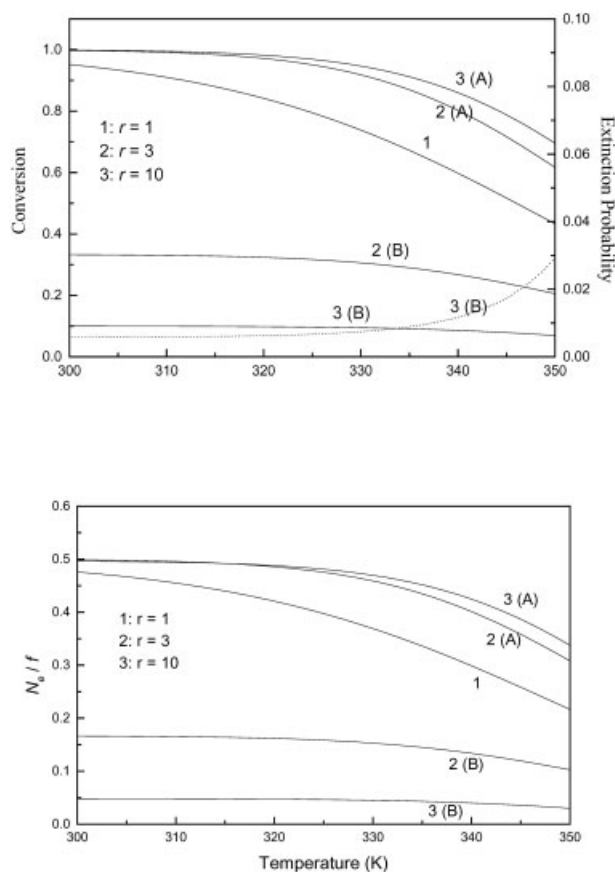 1.0
0.8
0.6
0.4
0.2
0.0
Conversion
0.10
0.08
0.06
0.04
0.02
0.00
Extinction Probability
1: r = 1
2: r = 3
3: r = 10
3 (A)
2 (A)
1
2 (B)
3 (B)
3 (B)
300
310
320
330
340
350
0.6
0.5
0.4
0.3
0.2
0.1
0.0
Nₑ / f
1: r = 1
2: r = 3
3: r = 10
3 (A)
2 (A)
1
2 (B)
3 (B)
300
310
320
330
340
350
Temperature (K)